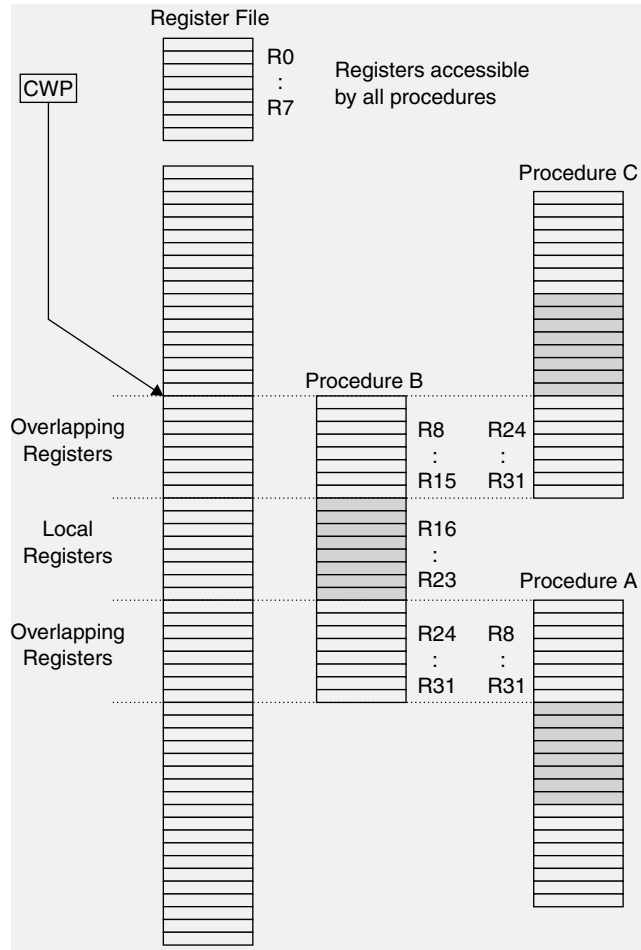 Register File
R0
:
R7
Registers accessible
by all procedures
CWP
Procedure C
Procedure B
Overlapping
Registers
R8
:
R15
R24
:
R31
Local
Registers
R16
:
R23
Procedure A
Overlapping
Registers
R24
:
R31
R8
:
R31